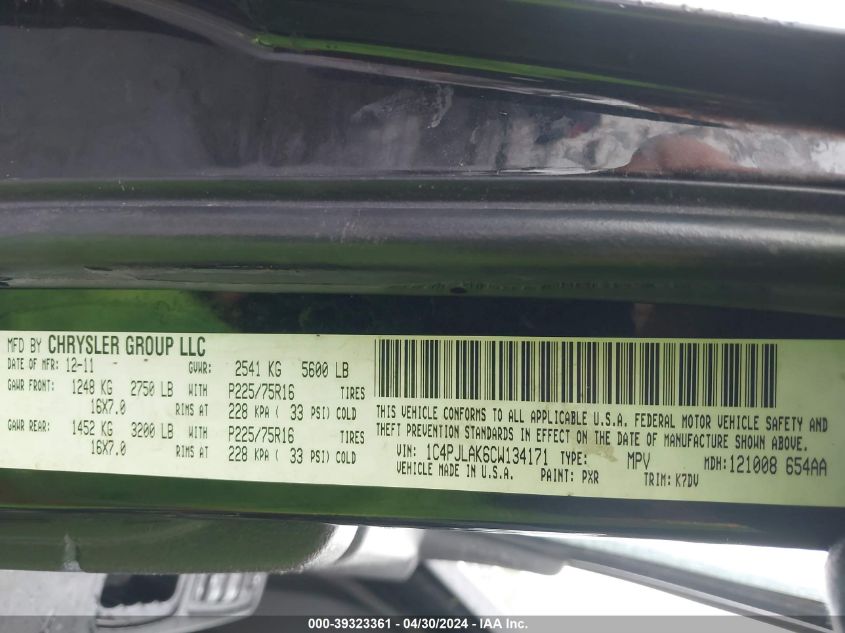 MFD BY CHRYSLER GROUP LLC
DATE OF MFR: 12-11 GVWR: 2541 KG 5600 LB
GAWR FRONT: 1248 KG 2750 LB WITH P225/75R16 TIRES
16X7.0 RIMS AT 228 KPA ( 33 PSI) COLD
GAWR REAR: 1452 KG 3200 LB WITH P225/75R16 TIRES
16X7.0 RIMS AT 228 KPA ( 33 PSI) COLD
THIS VEHICLE CONFORMS TO ALL APPLICABLE U.S.A. FEDERAL MOTOR VEHICLE SAFETY AND
THEFT PREVENTION STANDARDS IN EFFECT ON THE DATE OF MANUFACTURE SHOWN ABOVE.
VIN: 1C4PJLAK6CW134171 TYPE: MPV MDH: 121008 654AA
VEHICLE MADE IN U.S.A. PAINT: PXR TRIM: K7DV
000-39323361 - 04/30/2024 - IAA Inc.